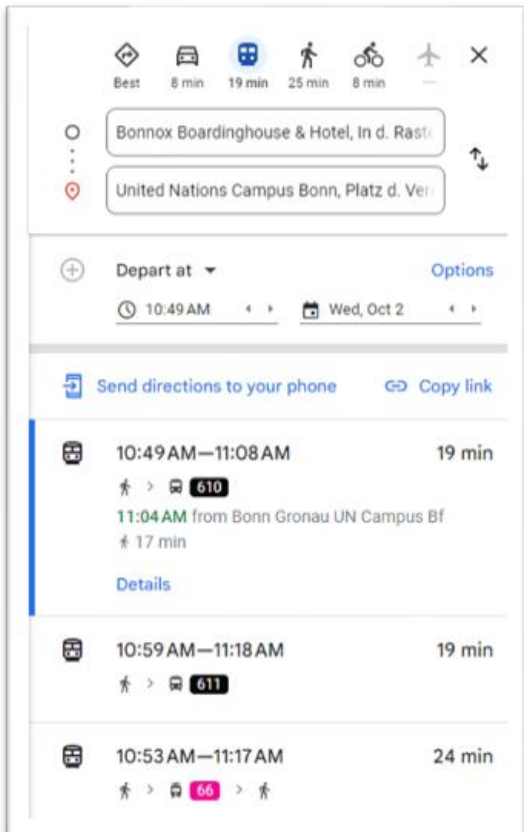 Best 8 min 19 min 25 min 8 min —
Bonnox Boardinghouse & Hotel, In d. Rast
United Nations Campus Bonn, Platz d. Ver
Depart at Options
10:49 AM Wed, Oct 2
Send directions to your phone Copy link
10:49 AM—11:08 AM 19 min
610
11:04 AM from Bonn Gronau UN Campus Bf
17 min
Details
10:59 AM—11:18 AM 19 min
611
10:53 AM—11:17 AM 24 min
66